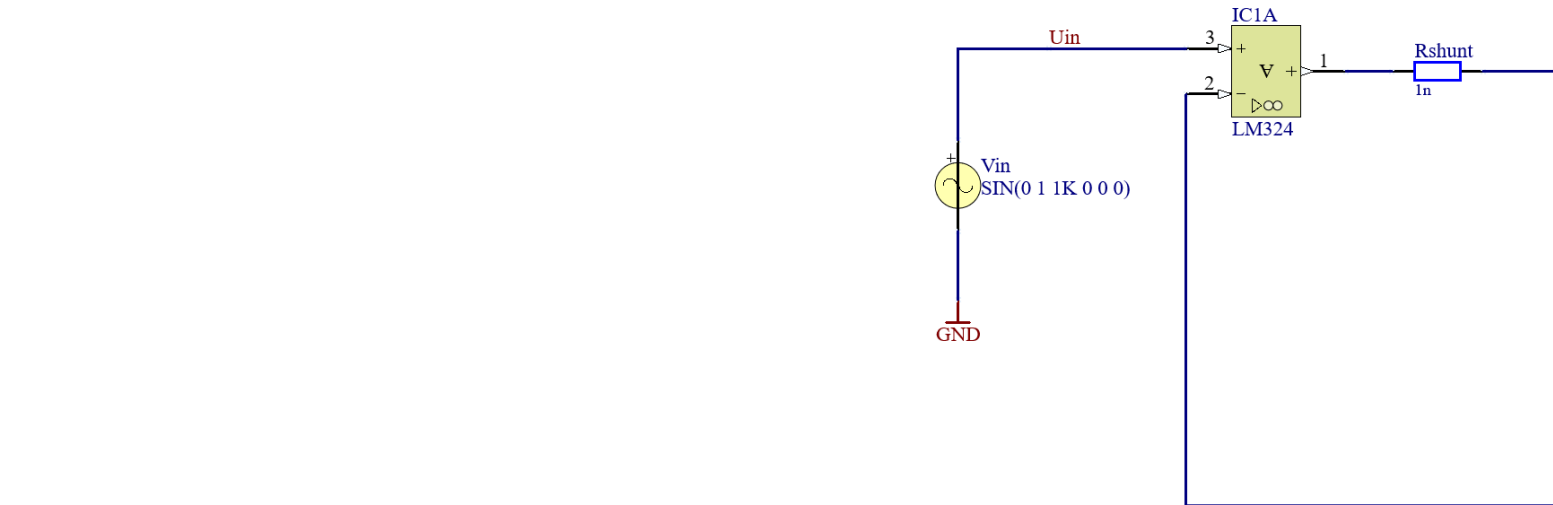 IC1A
Uin
3
+
2
−
∀
+
1
▷∞
LM324
Rshunt
1n
+
Vin
SIN(0 1 1K 0 0 0)
GND